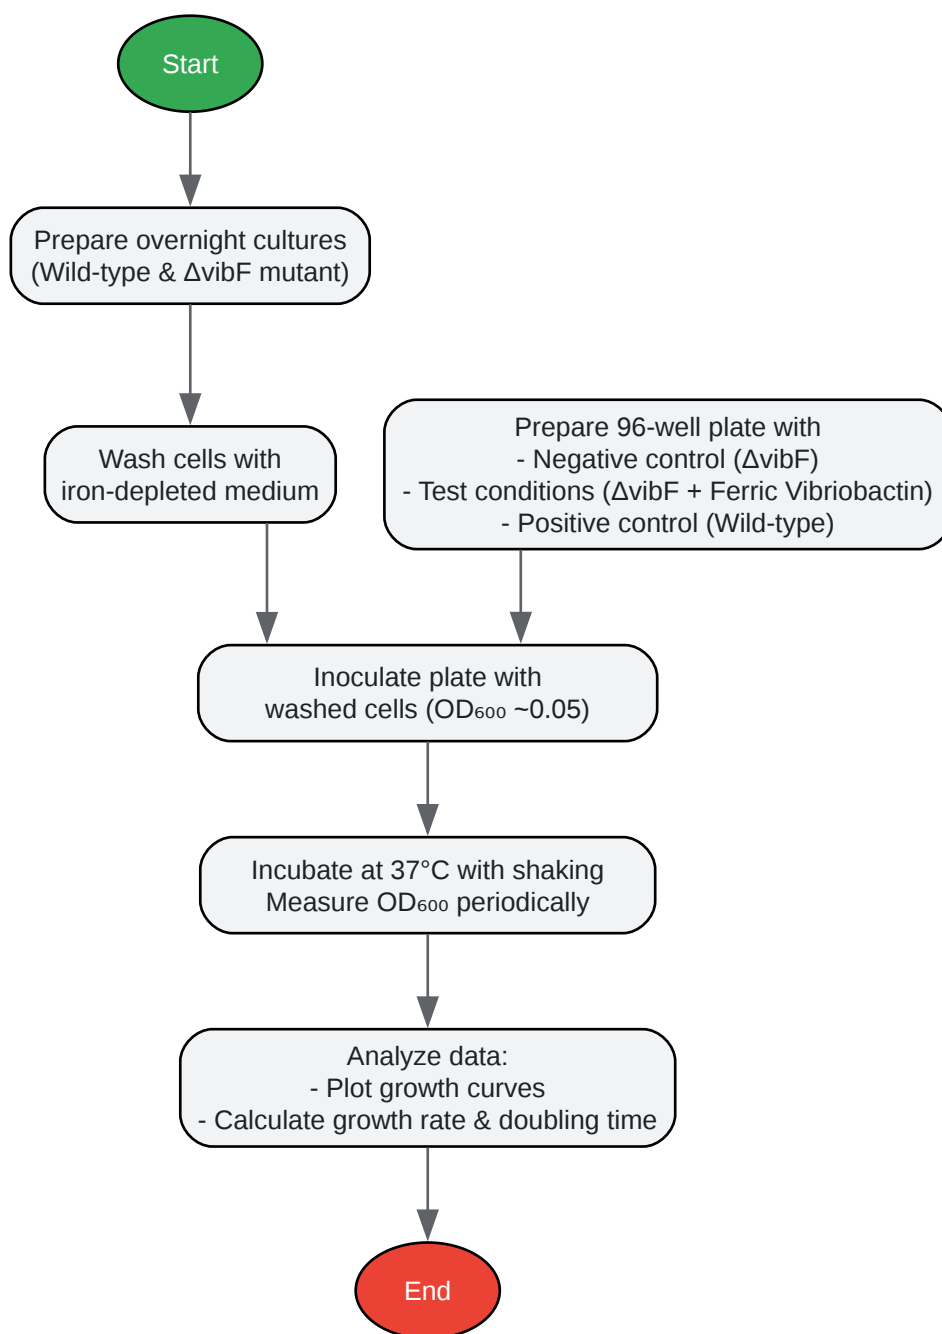 Start
Prepare overnight cultures
(Wild-type & ΔvibF mutant)
Wash cells with
iron-depleted medium
Prepare 96-well plate with
- Negative control (ΔvibF)
- Test conditions (ΔvibF + Ferric Vibriobactin)
- Positive control (Wild-type)
Inoculate plate with
washed cells (OD₆₀₀ ~0.05)
Incubate at 37°C with shaking
Measure OD₆₀₀ periodically
Analyze data:
- Plot growth curves
- Calculate growth rate & doubling time
End